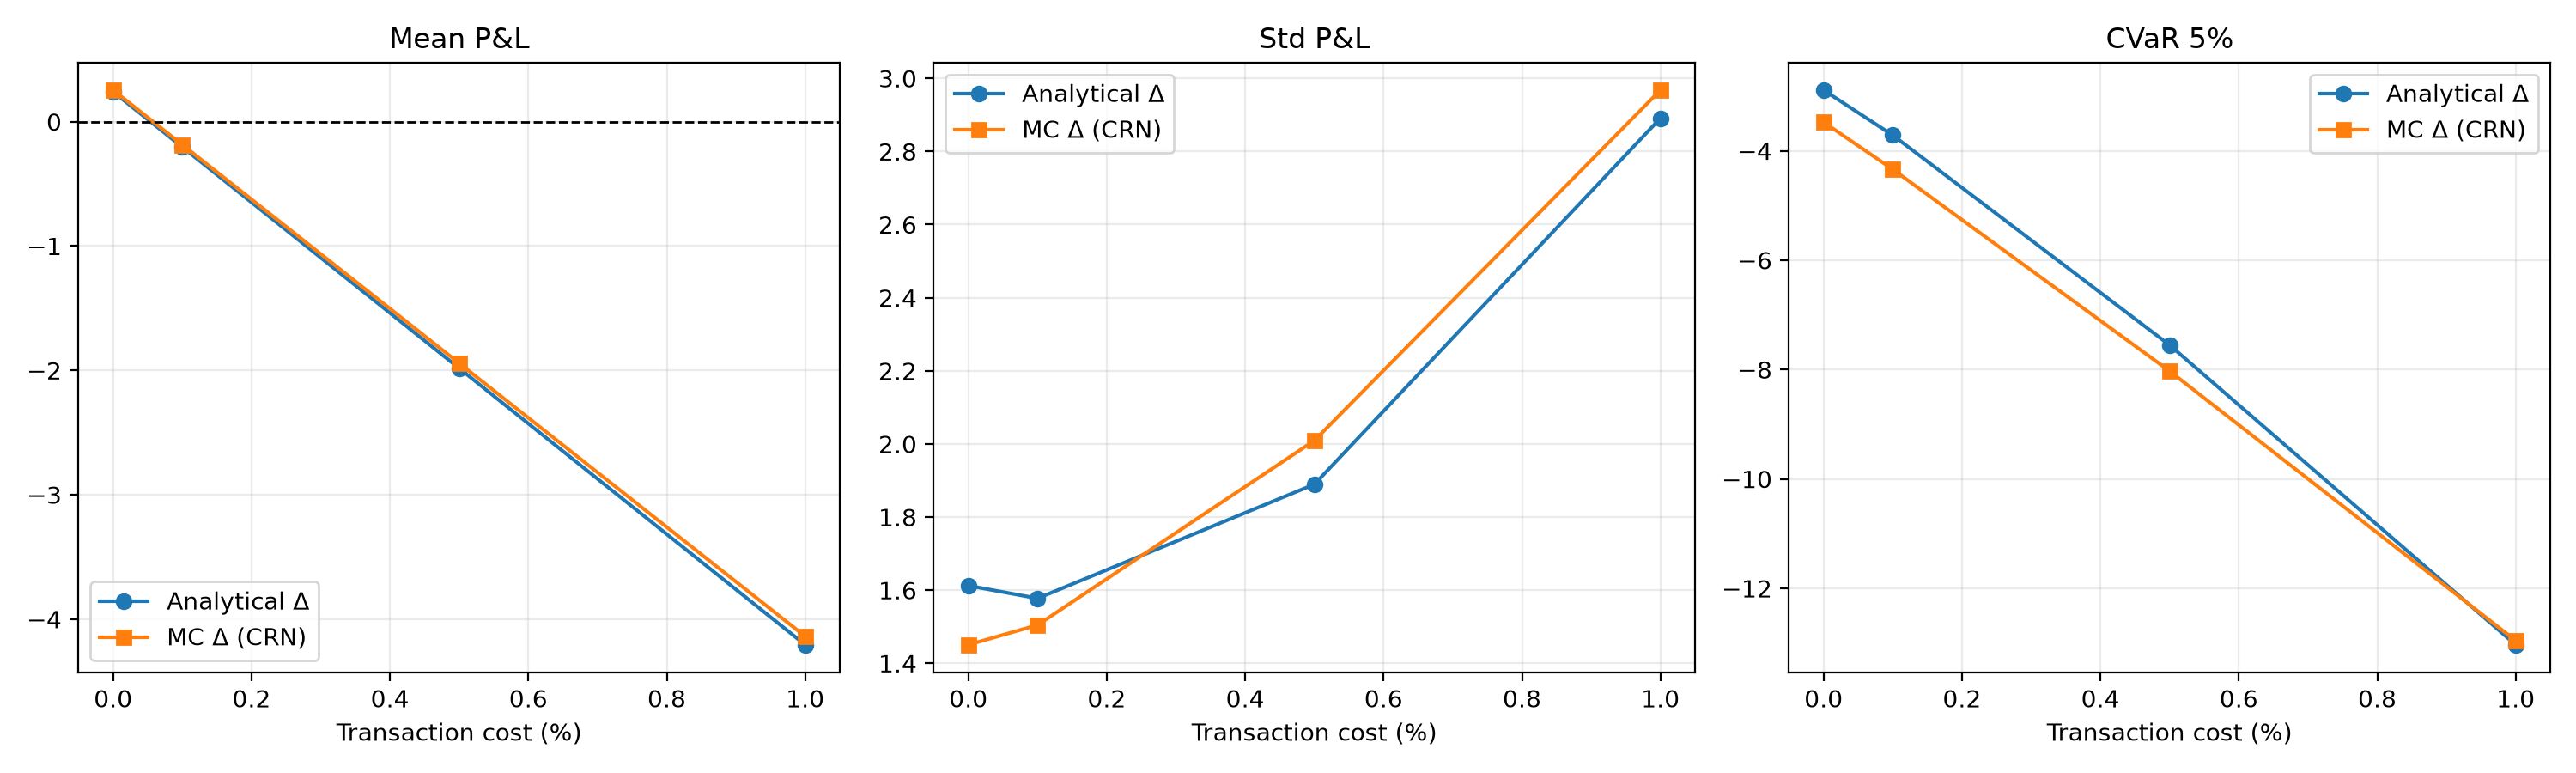 Mean P&L
0
−1
−2
−3
−4
Analytical Δ
MC Δ (CRN)
0.0 0.2 0.4 0.6 0.8 1.0
Transaction cost (%)
Std P&L
3.0
2.8
2.6
2.4
2.2
2.0
1.8
1.6
1.4
Analytical Δ
MC Δ (CRN)
0.0 0.2 0.4 0.6 0.8 1.0
Transaction cost (%)
CVaR 5%
−4
−6
−8
−10
−12
Analytical Δ
MC Δ (CRN)
0.0 0.2 0.4 0.6 0.8 1.0
Transaction cost (%)